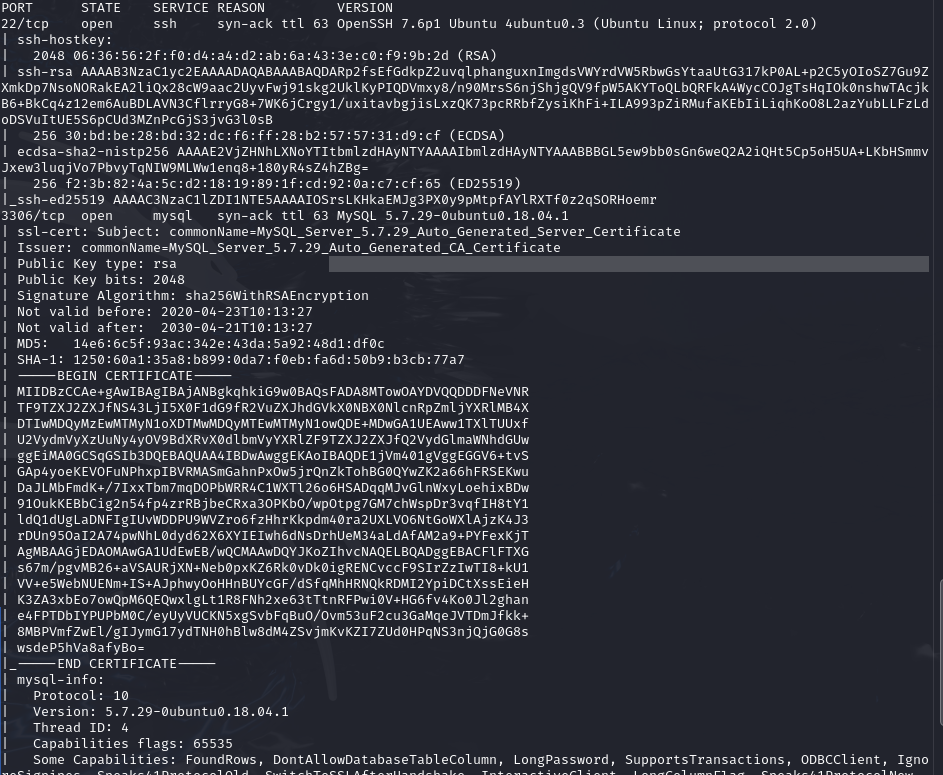 PORT     STATE    SERVICE REASON         VERSION
22/tcp   open     ssh     syn-ack ttl 63 OpenSSH 7.6p1 Ubuntu 4ubuntu0.3 (Ubuntu Linux; protocol 2.0)
| ssh-hostkey:
|   2048 06:36:56:2f:f0:d4:a4:d2:ab:6a:43:3e:c0:f9:9b:2d (RSA)
| ssh-rsa AAAAB3NzaC1yc2EAAAADAQABAAABAQDARp2fsEfGdkpZ2uvqlphanguxnImgdsVWYrdVW5RbwGsYtaaUtG317kP0AL+p2C5yOIoSZ7Gu9Z
XmkDp7NsoNORakEA2liQx28cW9aac2UyvFwj91skg2UklKyPIQDVmxy8/n90MrsS6njShjgQV9fpW5AKYToQLbQRFkA4WycCOJgTsHqIOk0nshwTAcjk
B6+BkCq4z12em6AuBDLAVN3CflrryG8+7WK6jCrgy1/uxitavbgjisLxzQK73pcRRbfZysiKhFi+ILA993pZiRMufaKEbIiLiqhKoO8L2azYubLLFzLd
oDSVuItUE5S6pCUd3MZnPcGjS3jvG3l0sB
|   256 30:bd:be:28:bd:32:dc:f6:ff:28:b2:57:57:31:d9:cf (ECDSA)
| ecdsa-sha2-nistp256 AAAAE2VjZHNhLXNoYTItbmlzdHAyNTYAAAAIbmlzdHAyNTYAAABBBGL5ew9bb0sGn6weQ2A2iQHt5Cp5oH5UA+LKbHSmmv
Jxew3luqjVo7PbvyTqNIW9MLWw1enq8+180yR4sZ4hZBg=
|   256 f2:3b:82:4a:5c:d2:18:19:89:1f:cd:92:0a:c7:cf:65 (ED25519)
|_ssh-ed25519 AAAAC3NzaC1lZDI1NTE5AAAAIOSrsLKHkaEMJg3PX0y9pMtpfAYlRXTf0z2qSORHoemr
3306/tcp open     mysql   syn-ack ttl 63 MySQL 5.7.29-0ubuntu0.18.04.1
| ssl-cert: Subject: commonName=MySQL_Server_5.7.29_Auto_Generated_Server_Certificate
| Issuer: commonName=MySQL_Server_5.7.29_Auto_Generated_CA_Certificate
| Public Key type: rsa
| Public Key bits: 2048
| Signature Algorithm: sha256WithRSAEncryption
| Not valid before: 2020-04-23T10:13:27
| Not valid after:  2030-04-21T10:13:27
| MD5:   14e6:6c5f:93ac:342e:43da:5a92:48d1:df0c
| SHA-1: 1250:60a1:35a8:b899:0da7:f0eb:fa6d:50b9:b3cb:77a7
| -----BEGIN CERTIFICATE-----
| MIIDBzCCAe+gAwIBAgIBAjANBgkqhkiG9w0BAQsFADA8MTowOAYDVQQDDDFNeVNR
| TF9TZXJ2ZXJfNS43LjI5X0F1dG9fR2VuZXJhdGVkX0NBX0NlcnRpZmljYXRlMB4X
| DTIwMDQyMzEwMTMyN1oXDTMwMDQyMTEwMTMyN1owQDE+MDwGA1UEAww1TXlTUUxf
| U2VydmVyXzUuNy4yOV9BdXRvX0dlbmVyYXRlZF9TZXJ2ZXJfQ2VydGlmaWNhdGUw
| ggEiMA0GCSqGSIb3DQEBAQUAA4IBDwAwggEKAoIBAQDE1jVm401gVggEGGV6+tvS
| GAp4yoeKEVOFuNPhxpIBVRMASmGahnPxOw5jrQnZkTohBG0QYwZK2a66hFRSEKwu
| DaJLMbFmdK+/7IxxTbm7mqDOPbWRR4C1WXTl26o6HSADqqMJvGlnWxyLoehixBDw
| 91OukKEBbCig2n54fp4zrRBjbeCRxa3OPKbO/wpOtpg7GM7chWspDr3vqfIH8tY1
| ldQ1dUgLaDNFIgIUvWDDPU9WVZro6fzHhrKkpdm40ra2UXLVO6NtGoWXlAjzK4J3
| rDUn95OaI2A74pwNhL0dyd62X6XYIEIwh6dNsDrhUeM34aLdAfAM2a9+PYFexKjT
| AgMBAAGjEDAOMAwGA1UdEwEB/wQCMAAwDQYJKoZIhvcNAQELBQADggEBACFlFTXG
| s67m/pgvMB26+aVSAURjXN+Neb0pxKZ6Rk0vDk0igRENCvccF9SIrZzIwTI8+kU1
| VV+e5WebNUENm+IS+AJphwyOoHHnBUYcGF/dSfqMhHRNQkRDMI2YpiDCtXssEieH
| K3ZA3xbEo7owQpM6QEQwxlgLt1R8FNh2xe63tTtnRFPwi0V+HG6fv4Ko0Jl2ghan
| e4FPTDbIYPUPbM0C/eyUyVUCKN5xgSvbFqBuO/Ovm53uF2cu3GaMqeJVTDmJfkk+
| 8MBPVmfZwEl/gIJymG17ydTNH0hBlw8dM4ZSvjmKvKZI7ZUd0HPqNS3njQjG0G8s
| wsdeP5hVa8afyBo=
|_-----END CERTIFICATE-----
| mysql-info:
|   Protocol: 10
|   Version: 5.7.29-0ubuntu0.18.04.1
|   Thread ID: 4
|   Capabilities flags: 65535
|   Some Capabilities: FoundRows, DontAllowDatabaseTableColumn, LongPassword, SupportsTransactions, ODBCClient, Igno